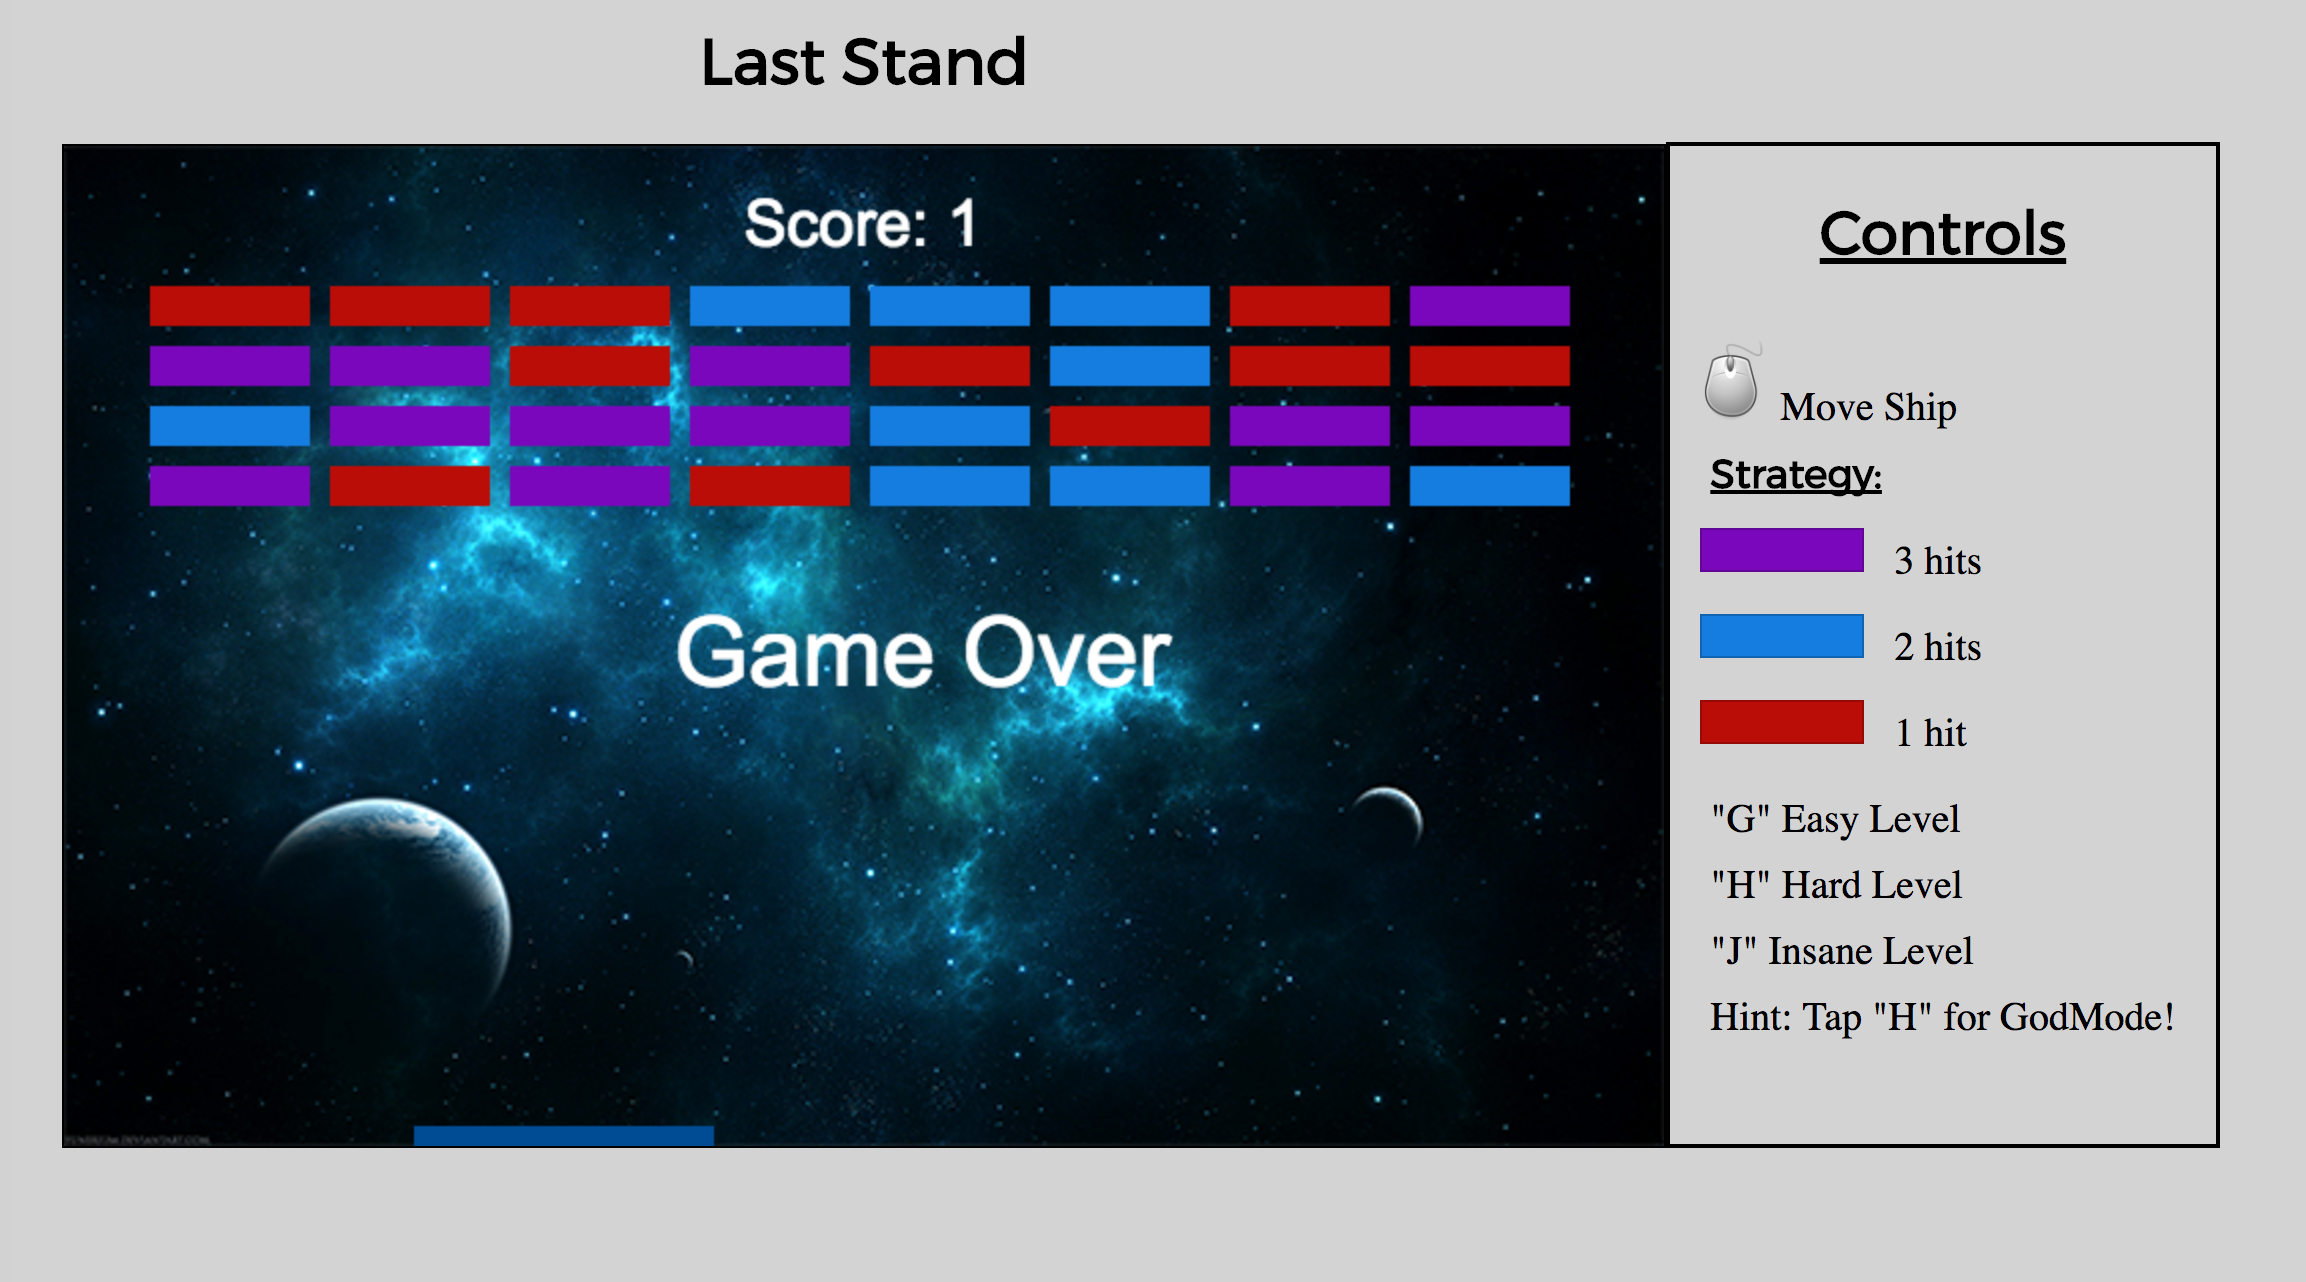 Last Stand
Score: 1
Game Over
Controls
Move Ship
Strategy:
3 hits
2 hits
1 hit
"G" Easy Level
"H" Hard Level
"J" Insane Level
Hint: Tap "H" for GodMode!